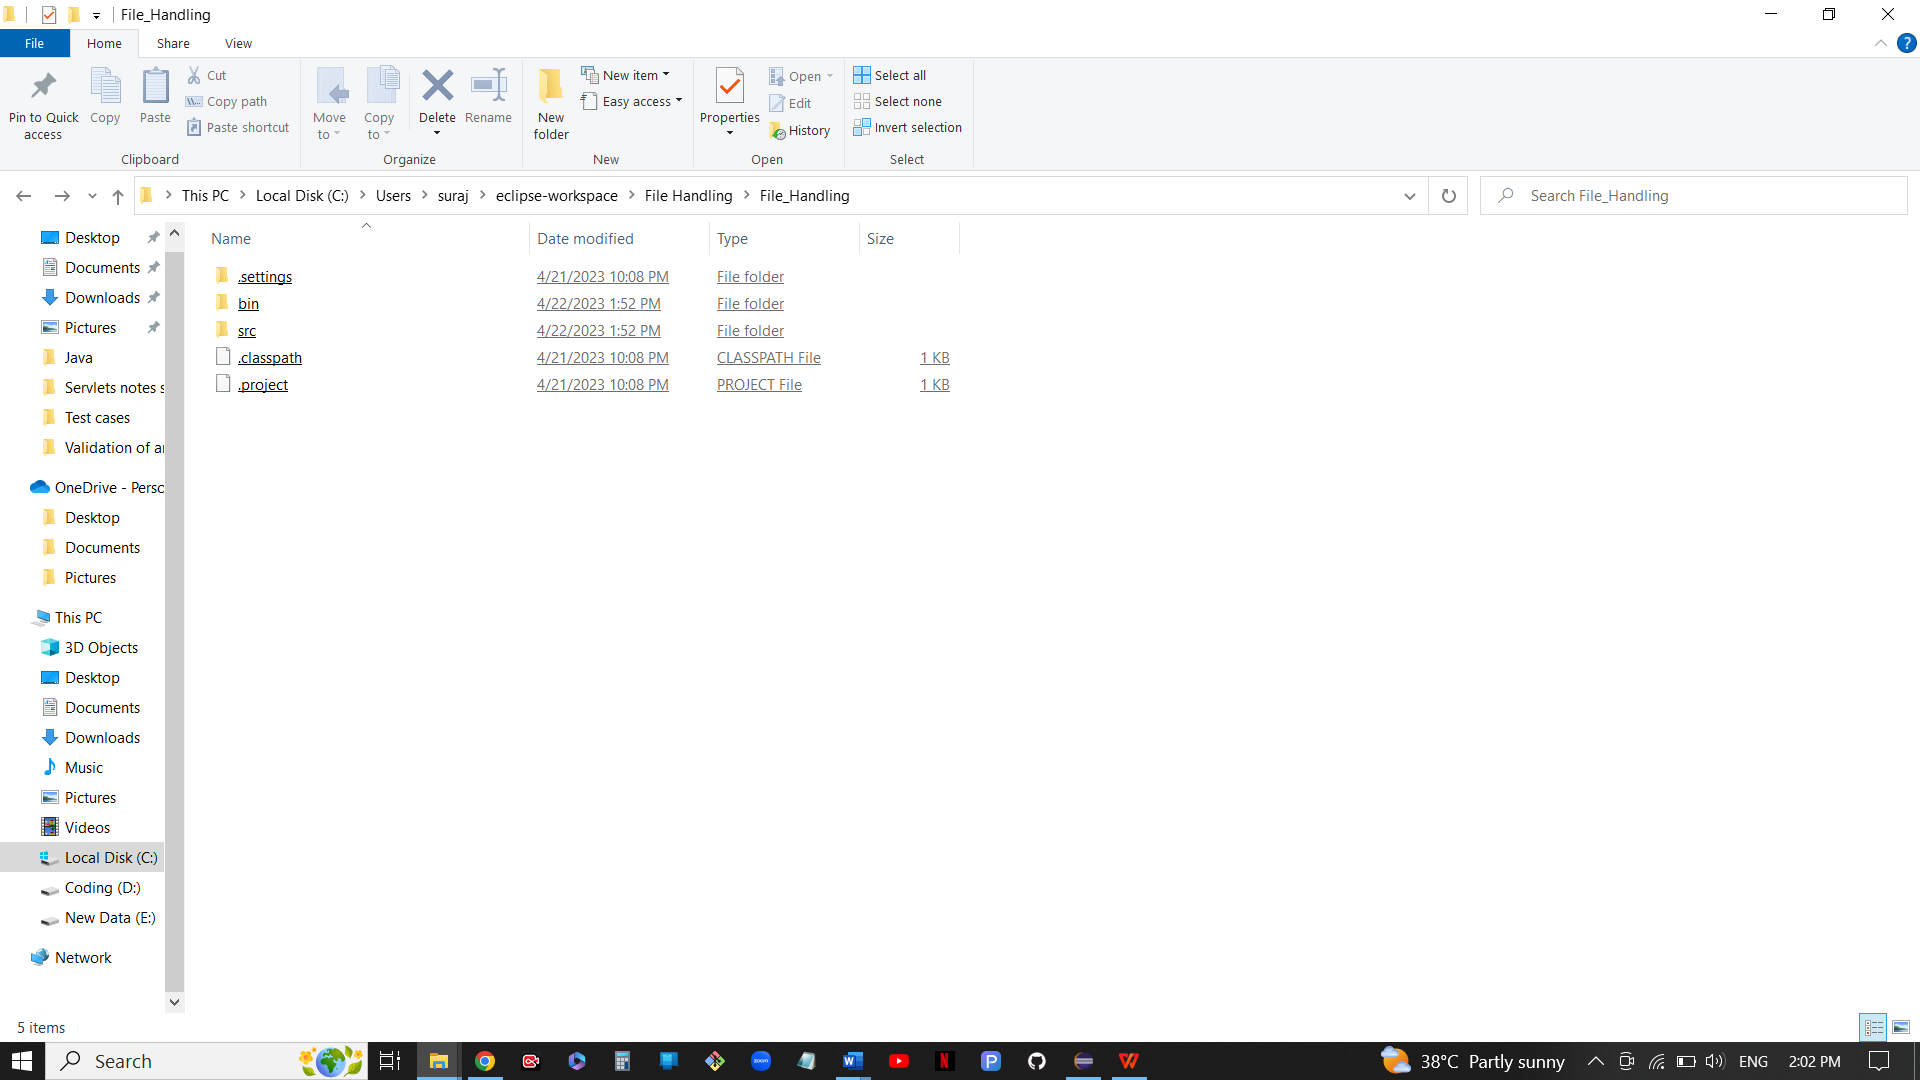 File_Handling
File Home Share View
Pin to Quick access
Copy
Paste
Cut
Copy path
Paste shortcut
Clipboard
Move to
Copy to
Delete
Rename
Organize
New folder
New item
Easy access
New
Properties
Open
Edit
History
Open
Select all
Select none
Invert selection
Select
This PC > Local Disk (C:) > Users > suraj > eclipse-workspace > File Handling > File_Handling
Search File_Handling
Name Date modified Type Size
.settings 4/21/2023 10:08 PM File folder
bin 4/22/2023 1:52 PM File folder
src 4/22/2023 1:52 PM File folder
.classpath 4/21/2023 10:08 PM CLASSPATH File 1 KB
.project 4/21/2023 10:08 PM PROJECT File 1 KB
Desktop
Documents
Downloads
Pictures
Java
Servlets notes s
Test cases
Validation of
OneDrive - Perso
Desktop
Documents
Pictures
This PC
3D Objects
Desktop
Documents
Downloads
Music
Pictures
Videos
Local Disk (C:)
Coding (D:)
New Data (E:)
Network
5 items
Search
zoom
38°C Partly sunny
ENG
2:02 PM